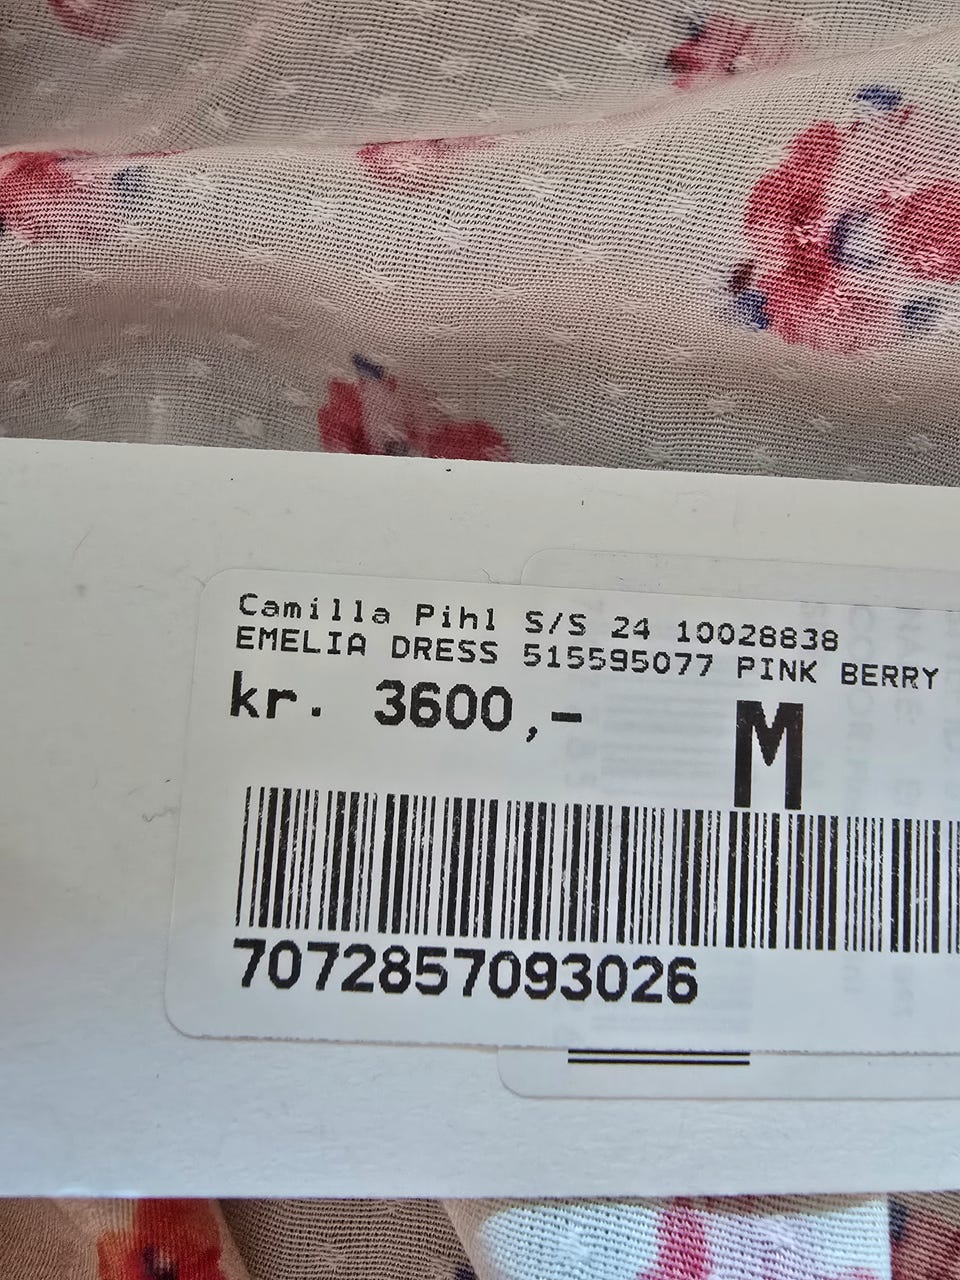 Camilla Pihl S/S 24 10028838
EMELIA DRESS 515595077 PINK BERRY
kr. 3600,-
M
7072857093026